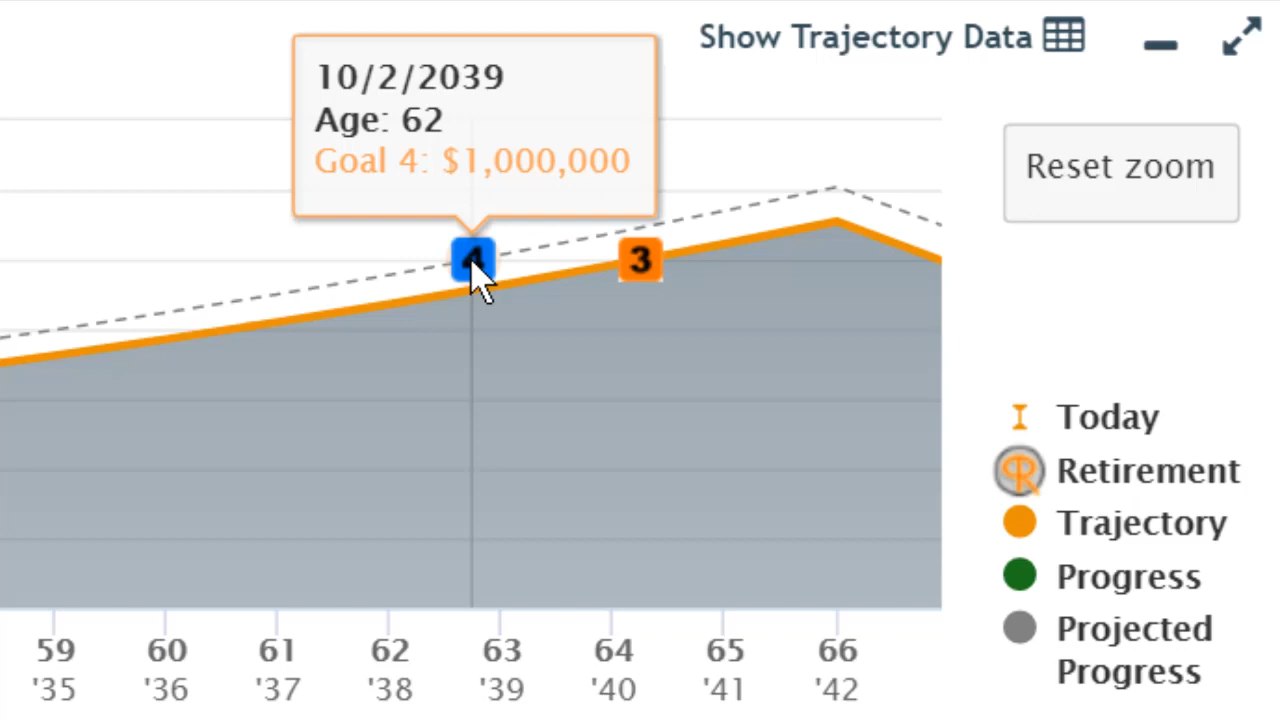 Show Trajectory Data
10/2/2039
Age: 62
Goal 4: $1,000,000
Reset zoom
4
3
Today
Retirement
Trajectory
Progress
Projected
Progress
59 60 61 62 63 64 65 66
'35 '36 '37 '38 '39 '40 '41 '42